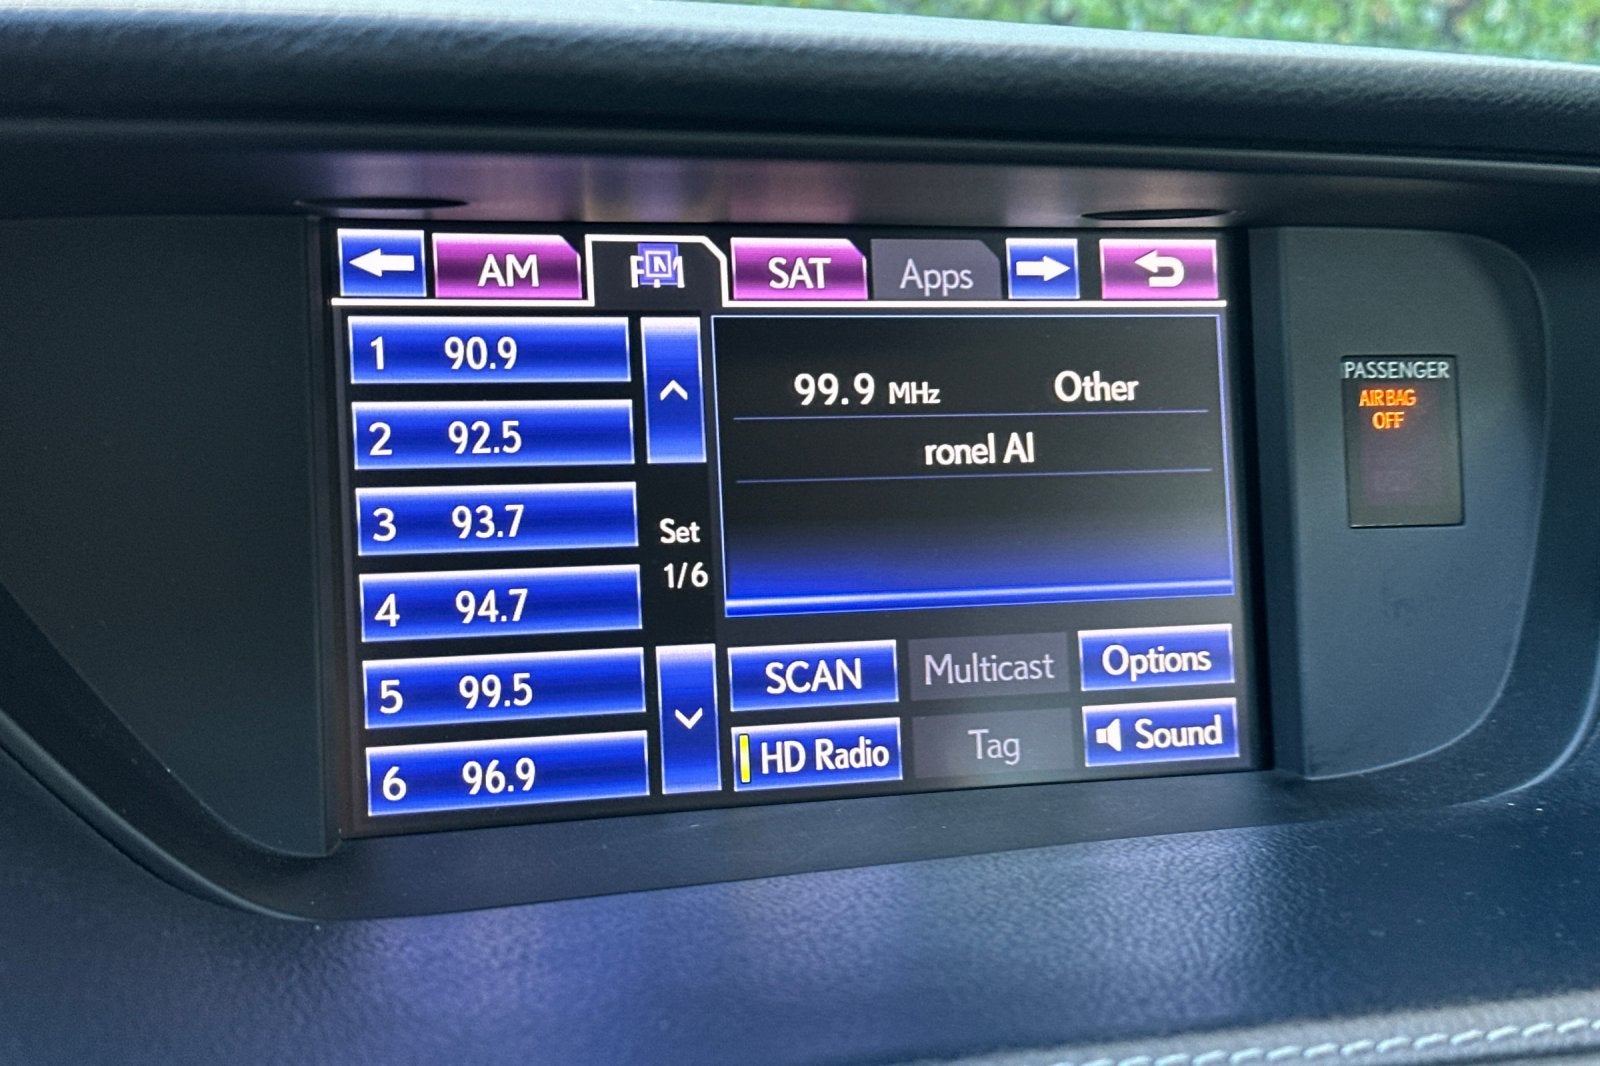 AM
FM
SAT
Apps
1 90.9
2 92.5
3 93.7
4 94.7
5 99.5
6 96.9
Set
1/6
99.9 MHz Other
ronel Al
SCAN
Multicast
Options
HD Radio
Tag
Sound
PASSENGER
AIR BAG
OFF